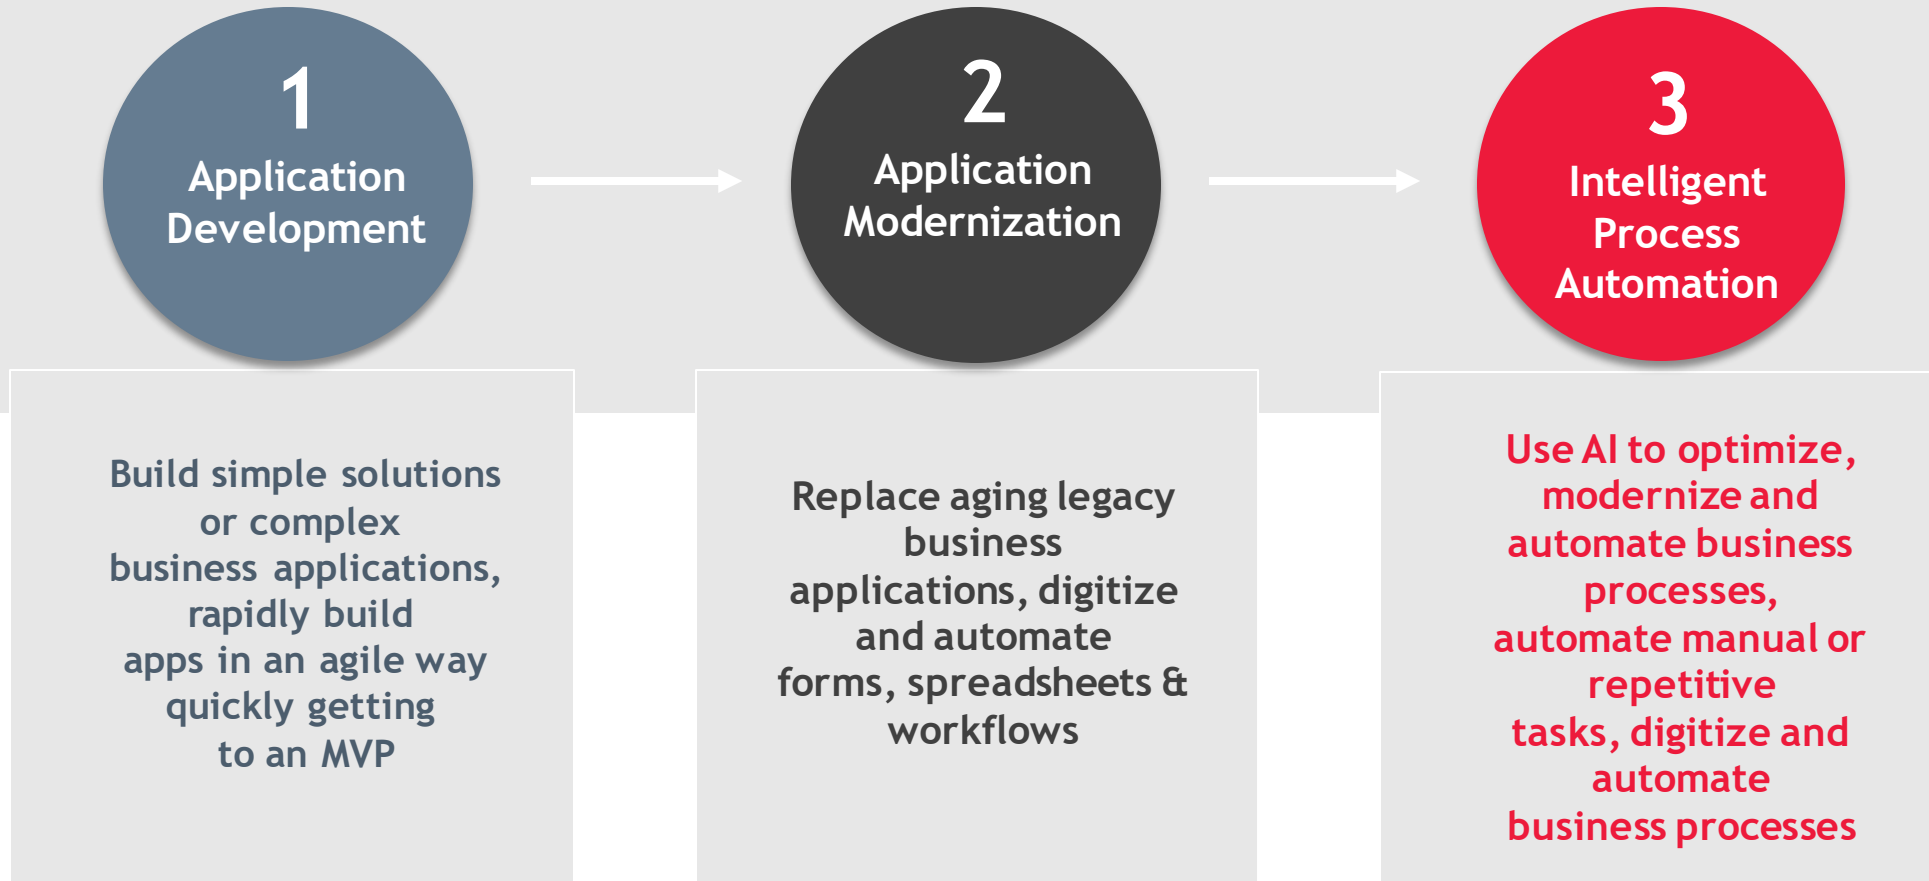 1
Application
Development
Build simple solutions
or complex
business applications,
rapidly build
apps in an agile way
quickly getting
to an MVP
2
Application
Modernization
Replace aging legacy
business
applications, digitize
and automate
forms, spreadsheets &
workflows
3
Intelligent
Process
Automation
Use AI to optimize,
modernize and
automate business
processes,
automate manual or
repetitive
tasks, digitize and
automate
business processes